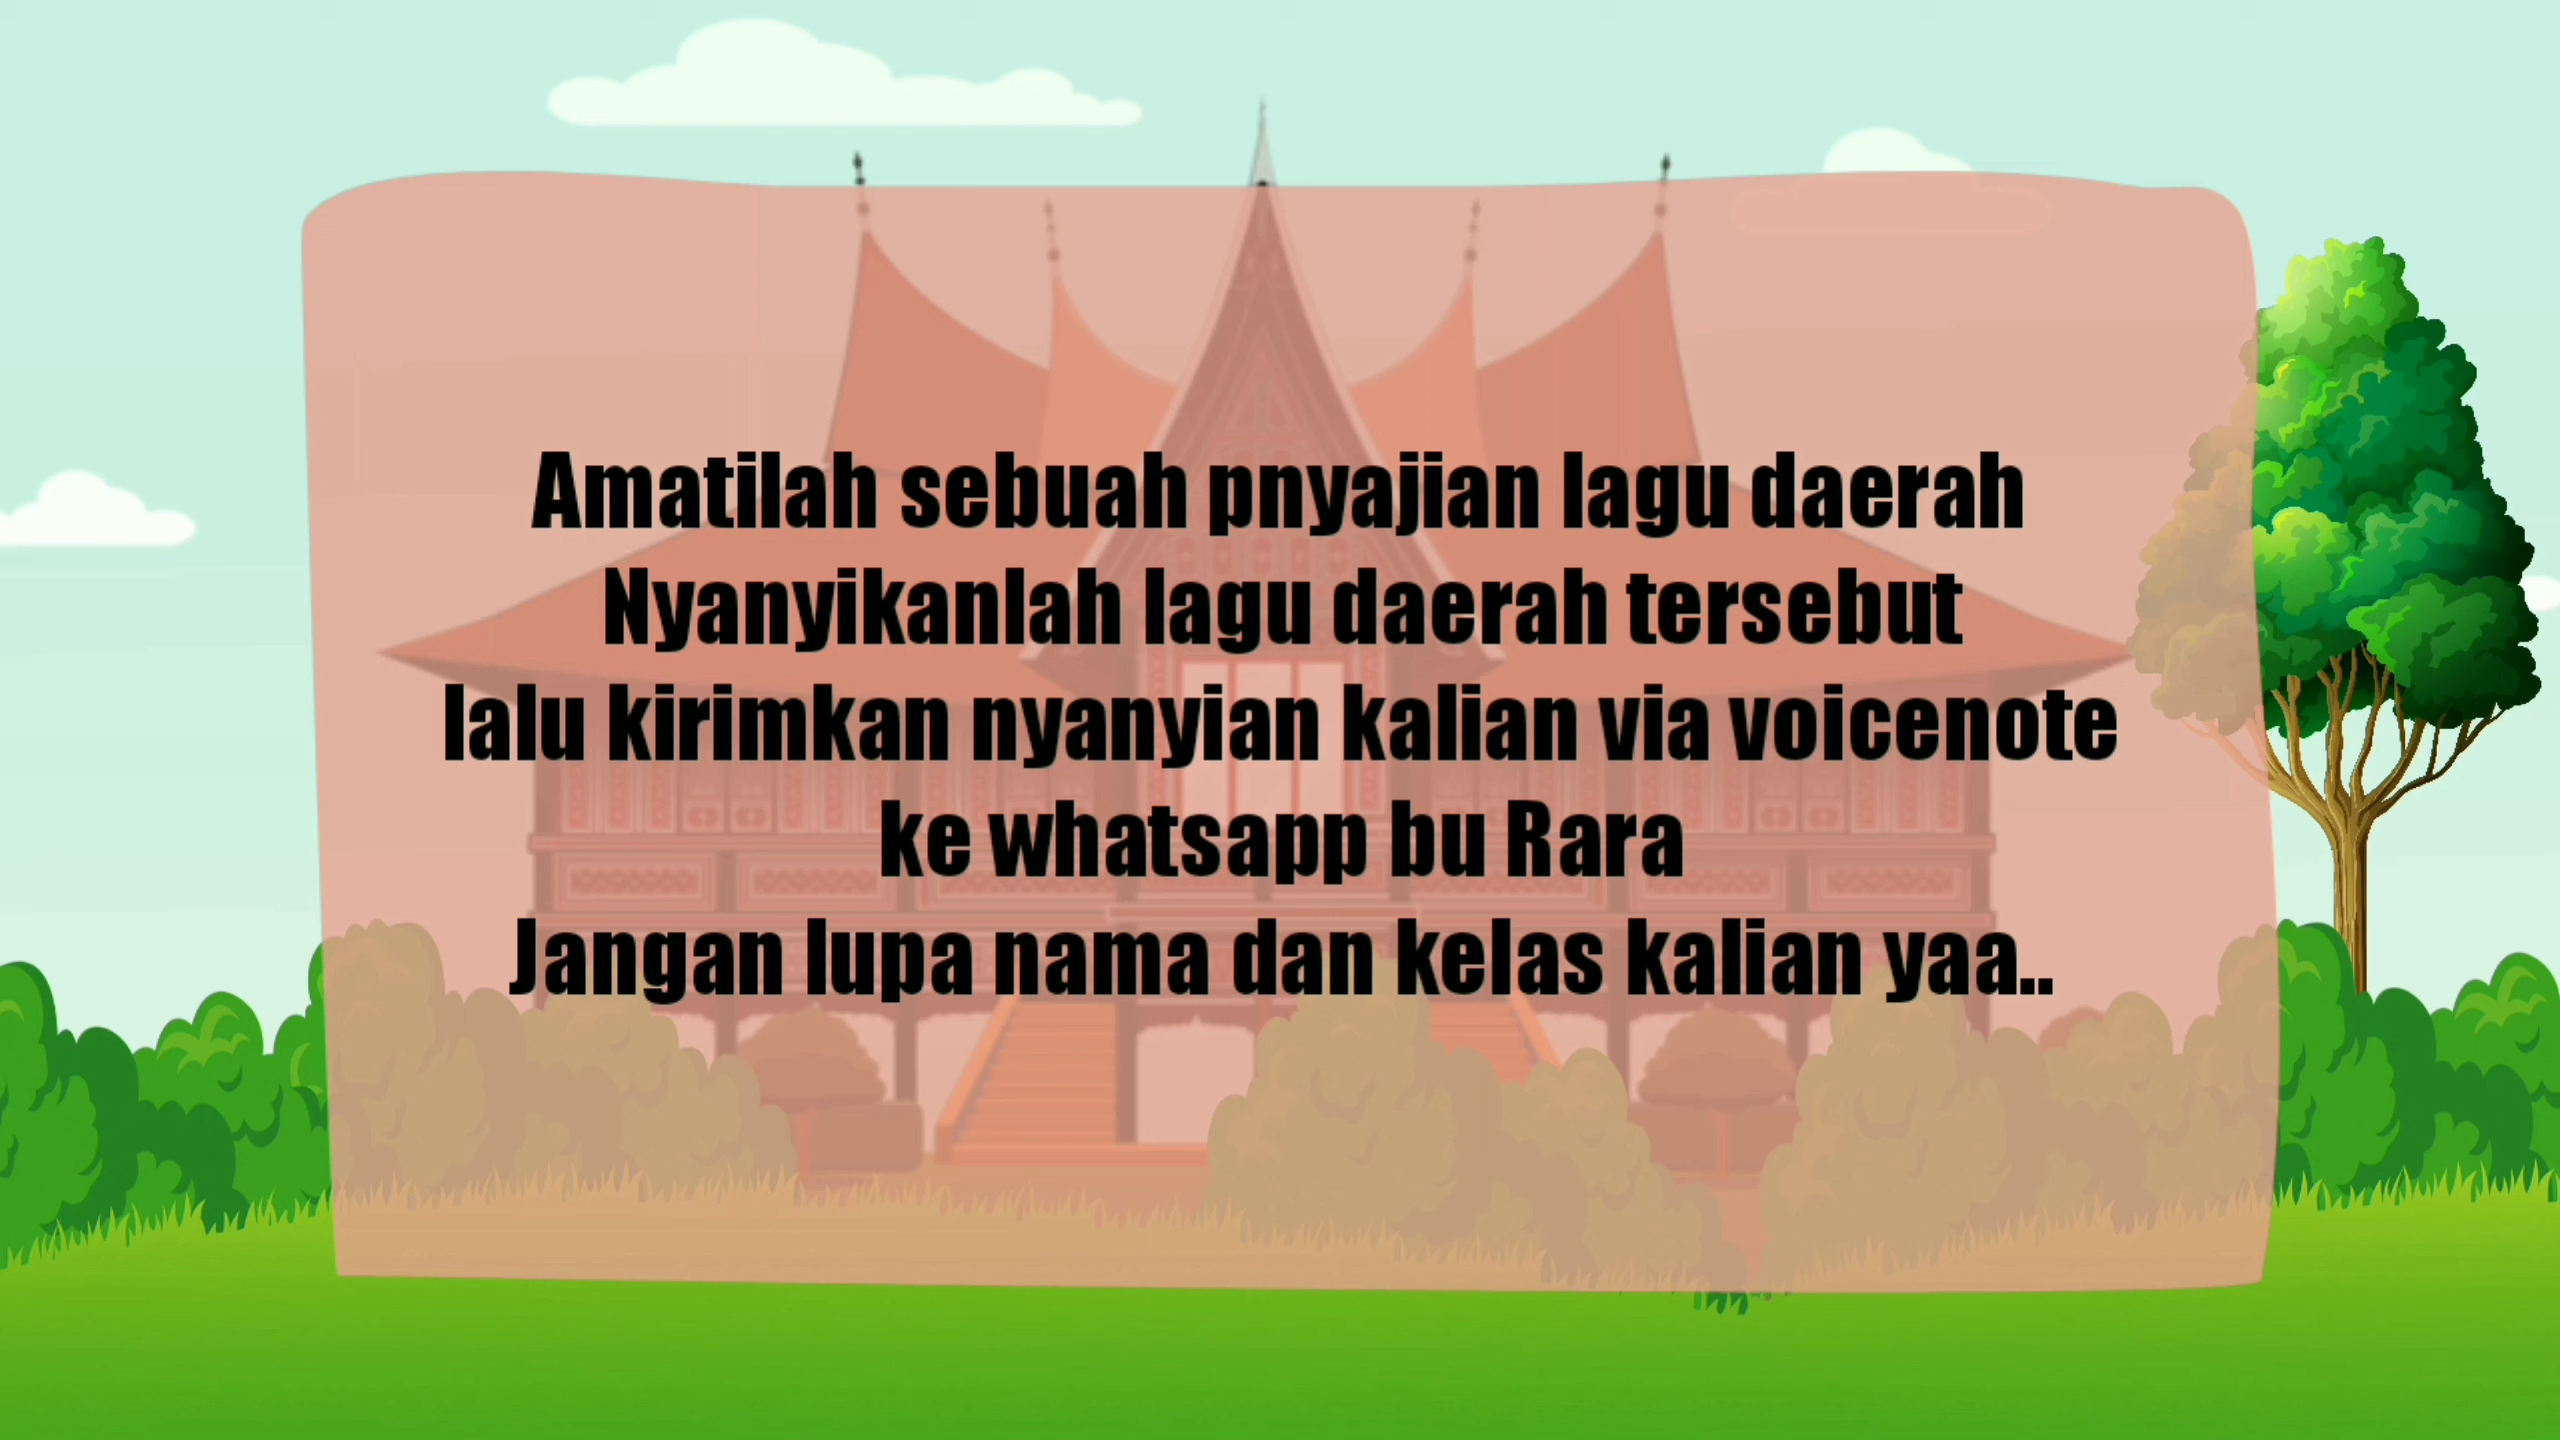 Amatilah sebuah pnyajian lagu daerah
Nyanyikanlah lagu daerah tersebut
lalu kirimkan nyanyian kalian via voicenote
ke whatsapp bu Rara
Jangan lupa nama dan kelas kalian yaa..